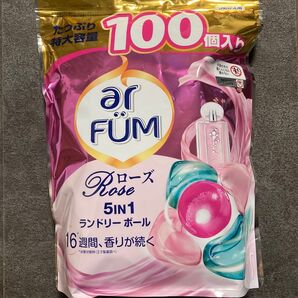 たっぷり
特大容量
100個入り
ar
FÜM
ローズ
Rose
5IN1
ランドリー ボール
16週間、香りが続く